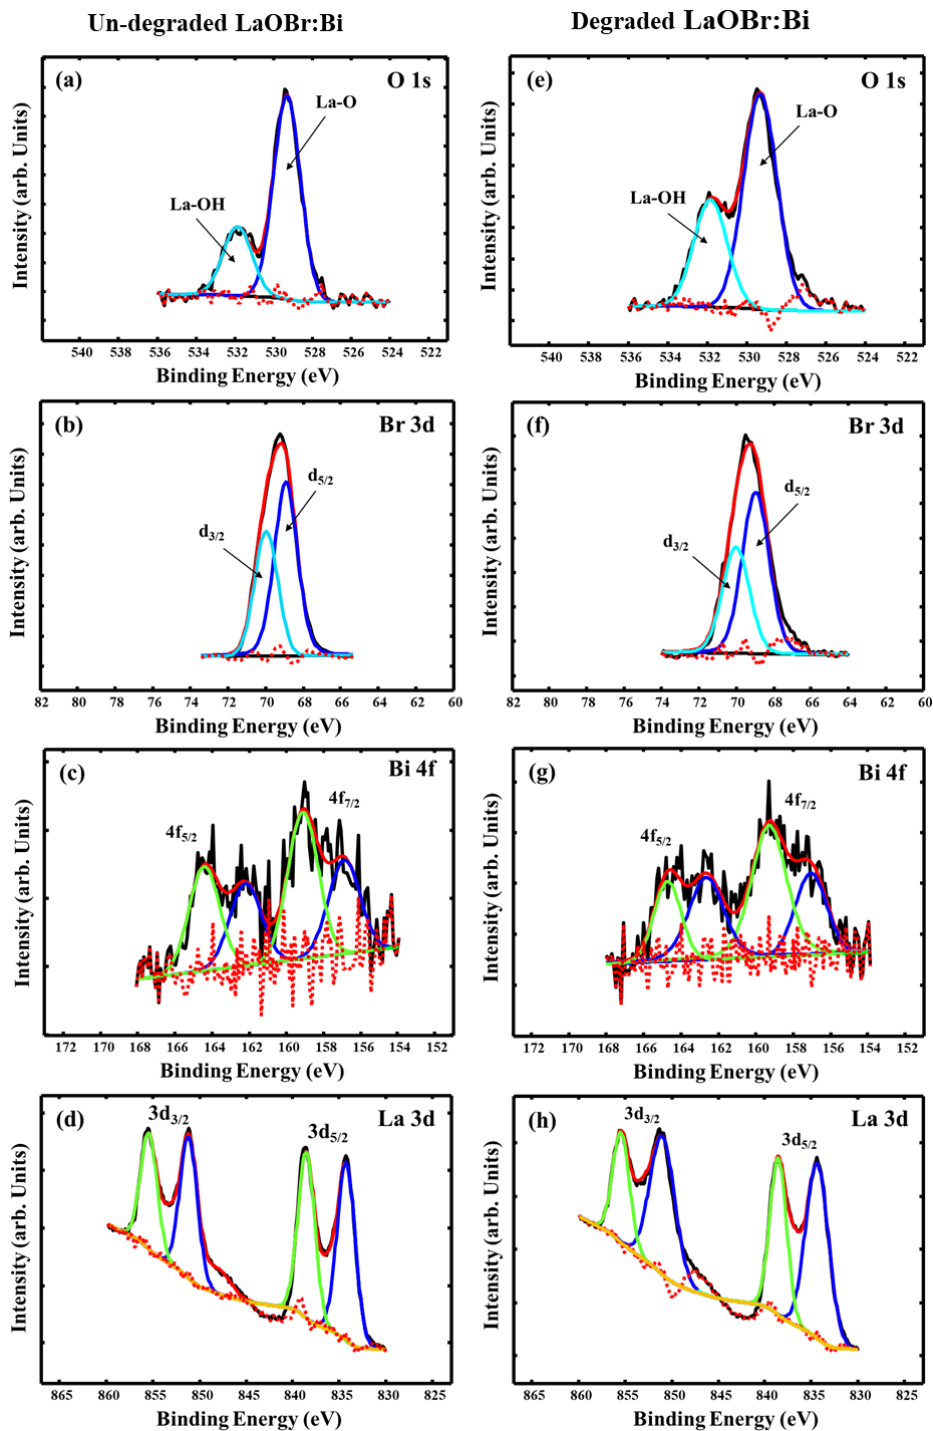 Un-degraded LaOBr:Bi
Degraded LaOBr:Bi
(a)
O 1s
La-O
La-OH
Intensity (arb. Units)
540 538 536 534 532 530 528 526 524 522
Binding Energy (eV)
(e)
O 1s
La-O
La-OH
Intensity (arb. Units)
540 538 536 534 532 530 528 526 524 522
Binding Energy (eV)
(b)
Br 3d
d5/2
d3/2
Intensity (arb. Units)
82 80 78 76 74 72 70 68 66 64 62 60
Binding Energy (eV)
(f)
Br 3d
d5/2
d3/2
Intensity (arb. Units)
82 80 78 76 74 72 70 68 66 64 62 60
Binding Energy (eV)
(c)
Bi 4f
4f7/2
4f5/2
Intensity (arb. Units)
172 170 168 166 164 162 160 158 156 154 152
Binding Energy (eV)
(g)
Bi 4f
4f7/2
4f5/2
Intensity (arb. Units)
172 170 168 166 164 162 160 158 156 154 152
Binding Energy (eV)
(d)
3d3/2
La 3d
3d5/2
Intensity (arb. Units)
865 860 855 850 845 840 835 830 825
Binding Energy (eV)
(h)
3d3/2
La 3d
3d5/2
Intensity (arb. Units)
865 860 855 850 845 840 835 830 825
Binding Energy (eV)